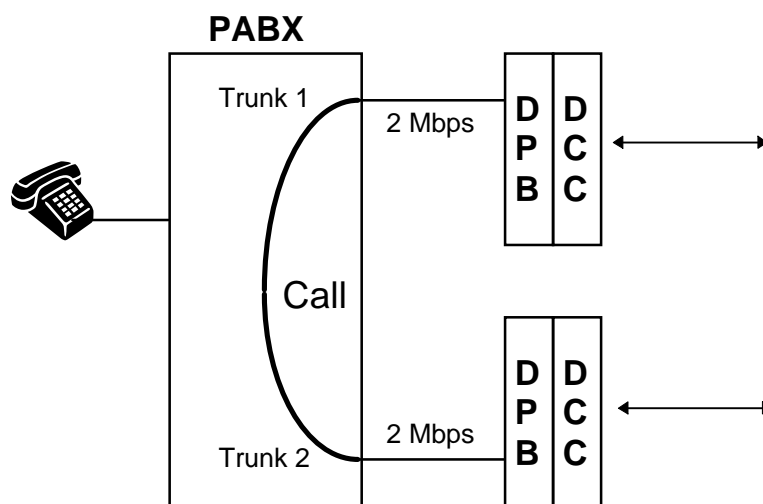 PABX
Trunk 1
2 Mbps
D D
P C
B C
Call
D D
P C
B C
2 Mbps
Trunk 2